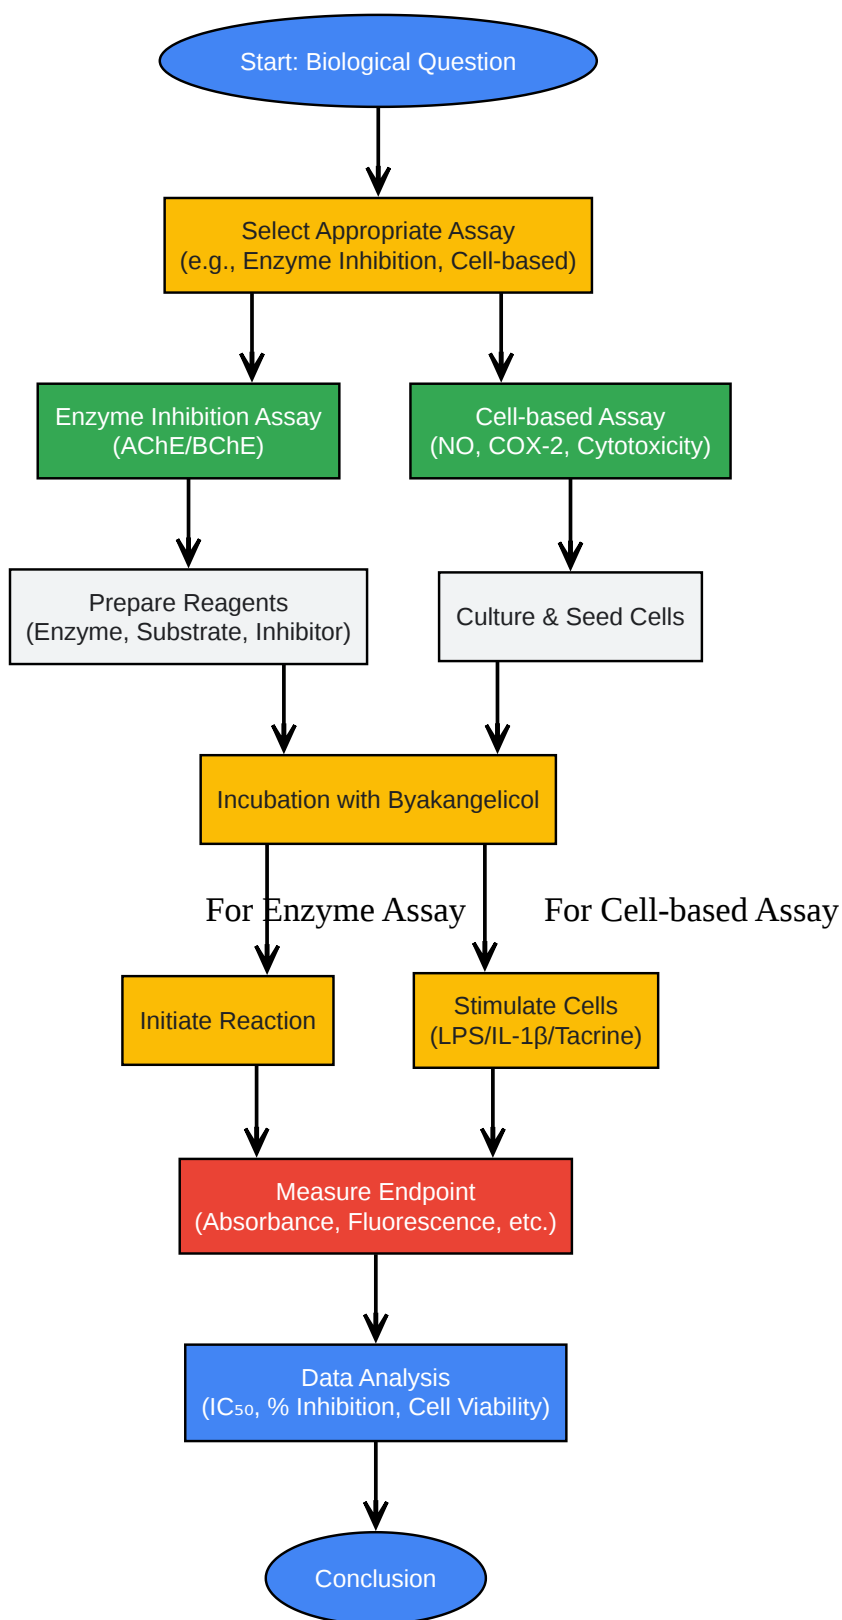 Start: Biological Question
Select Appropriate Assay
(e.g., Enzyme Inhibition, Cell-based)
Enzyme Inhibition Assay
(AChE/BChE)
Cell-based Assay
(NO, COX-2, Cytotoxicity)
Prepare Reagents
(Enzyme, Substrate, Inhibitor)
Culture & Seed Cells
Incubation with Byakangelicol
For Enzyme Assay
For Cell-based Assay
Initiate Reaction
Stimulate Cells
(LPS/IL-1β/Tacrine)
Measure Endpoint
(Absorbance, Fluorescence, etc.)
Data Analysis
(IC₅₀, % Inhibition, Cell Viability)
Conclusion